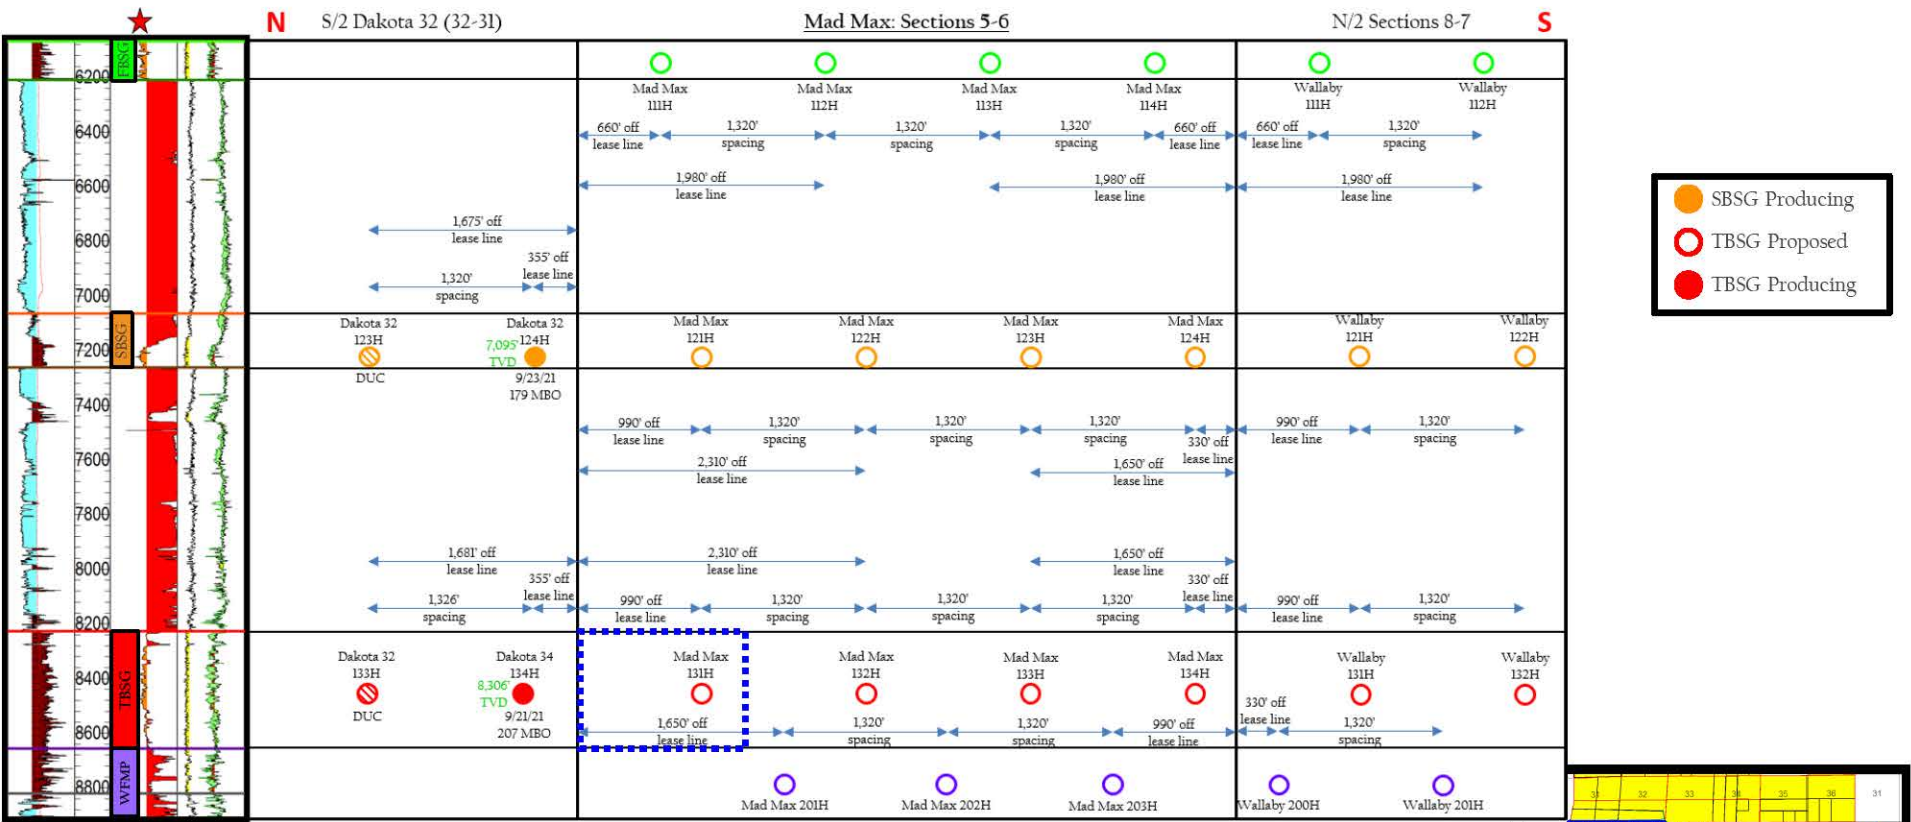 N
S/2 Dakota 32 (32-31)
Mad Max: Sections 5-6
N/2 Sections 8-7
S
FBSG
6200
6400
6600
6800
7000
SBSG
7200
7400
7600
7800
8000
8200
TBSG
8400
8600
WFMP
8800
Mad Max
111H
Mad Max
112H
Mad Max
113H
Mad Max
114H
Wallaby
111H
Wallaby
112H
660' off
lease line
1,320'
spacing
1,320'
spacing
1,320'
spacing
660' off
lease line
660' off
lease line
1,320'
spacing
1,980' off
lease line
1,980' off
lease line
1,980' off
lease line
1,675' off
lease line
355' off
lease line
1,320'
spacing
Dakota 32
123H
DUC
Dakota 32
124H
7,095'
TVD
9/23/21
179 MBO
Mad Max
121H
Mad Max
122H
Mad Max
123H
Mad Max
124H
Wallaby
121H
Wallaby
122H
990' off
lease line
1,320'
spacing
1,320'
spacing
1,320'
spacing
330' off
lease line
990' off
lease line
1,320'
spacing
2,310' off
lease line
1,650' off
lease line
1,681' off
lease line
2,310' off
lease line
1,650' off
lease line
355' off
lease line
330' off
lease line
1,326'
spacing
990' off
lease line
1,320'
spacing
1,320'
spacing
1,320'
spacing
990' off
lease line
1,320'
spacing
Dakota 32
133H
DUC
Dakota 34
134H
8,306'
TVD
9/21/21
207 MBO
Mad Max
131H
Mad Max
132H
Mad Max
133H
Mad Max
134H
Wallaby
131H
Wallaby
132H
1,650' off
lease line
1,320'
spacing
1,320'
spacing
990' off
lease line
330' off
lease line
1,320'
spacing
Mad Max 201H
Mad Max 202H
Mad Max 203H
Wallaby 200H
Wallaby 201H
SBSG Producing
TBSG Proposed
TBSG Producing
31
32
33
35
36
31